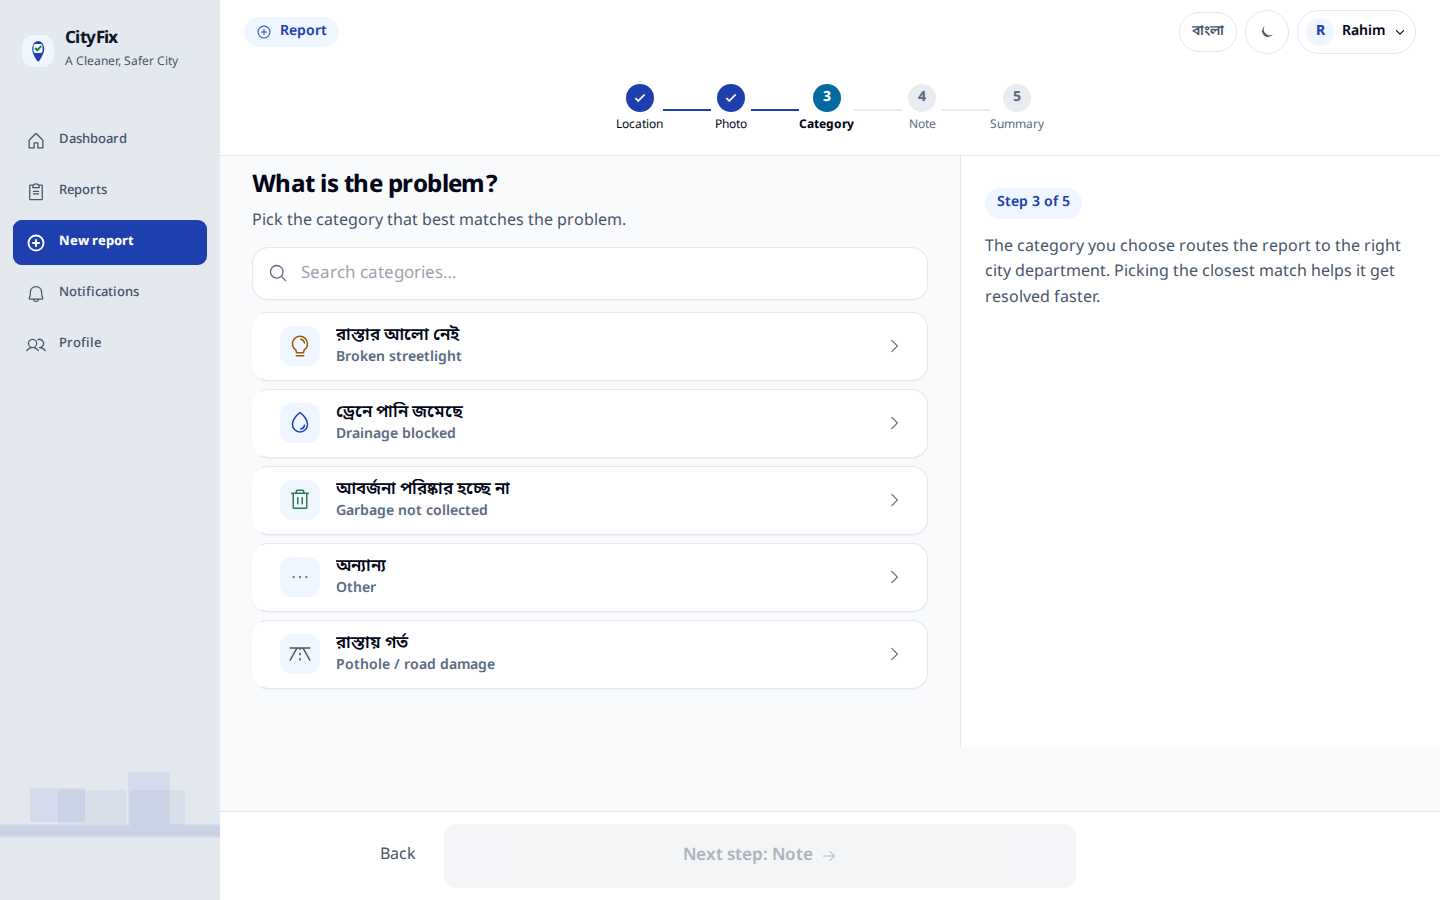 CityFix
A Cleaner, Safer City
Dashboard
Reports
New report
Notifications
Profile
Report
বাংলা
R
Rahim
3
4
5
Location
Photo
Category
Note
Summary
What is the problem?
Pick the category that best matches the problem.
Search categories...
রাস্তার আলো নেই
Broken streetlight
ড্রেনে পানি জমেছে
Drainage blocked
আবর্জনা পরিষ্কার হচ্ছে না
Garbage not collected
অন্যান্য
Other
রাস্তায় গর্ত
Pothole / road damage
Step 3 of 5
The category you choose routes the report to the right
city department. Picking the closest match helps it get
resolved faster.
Back
Next step: Note →